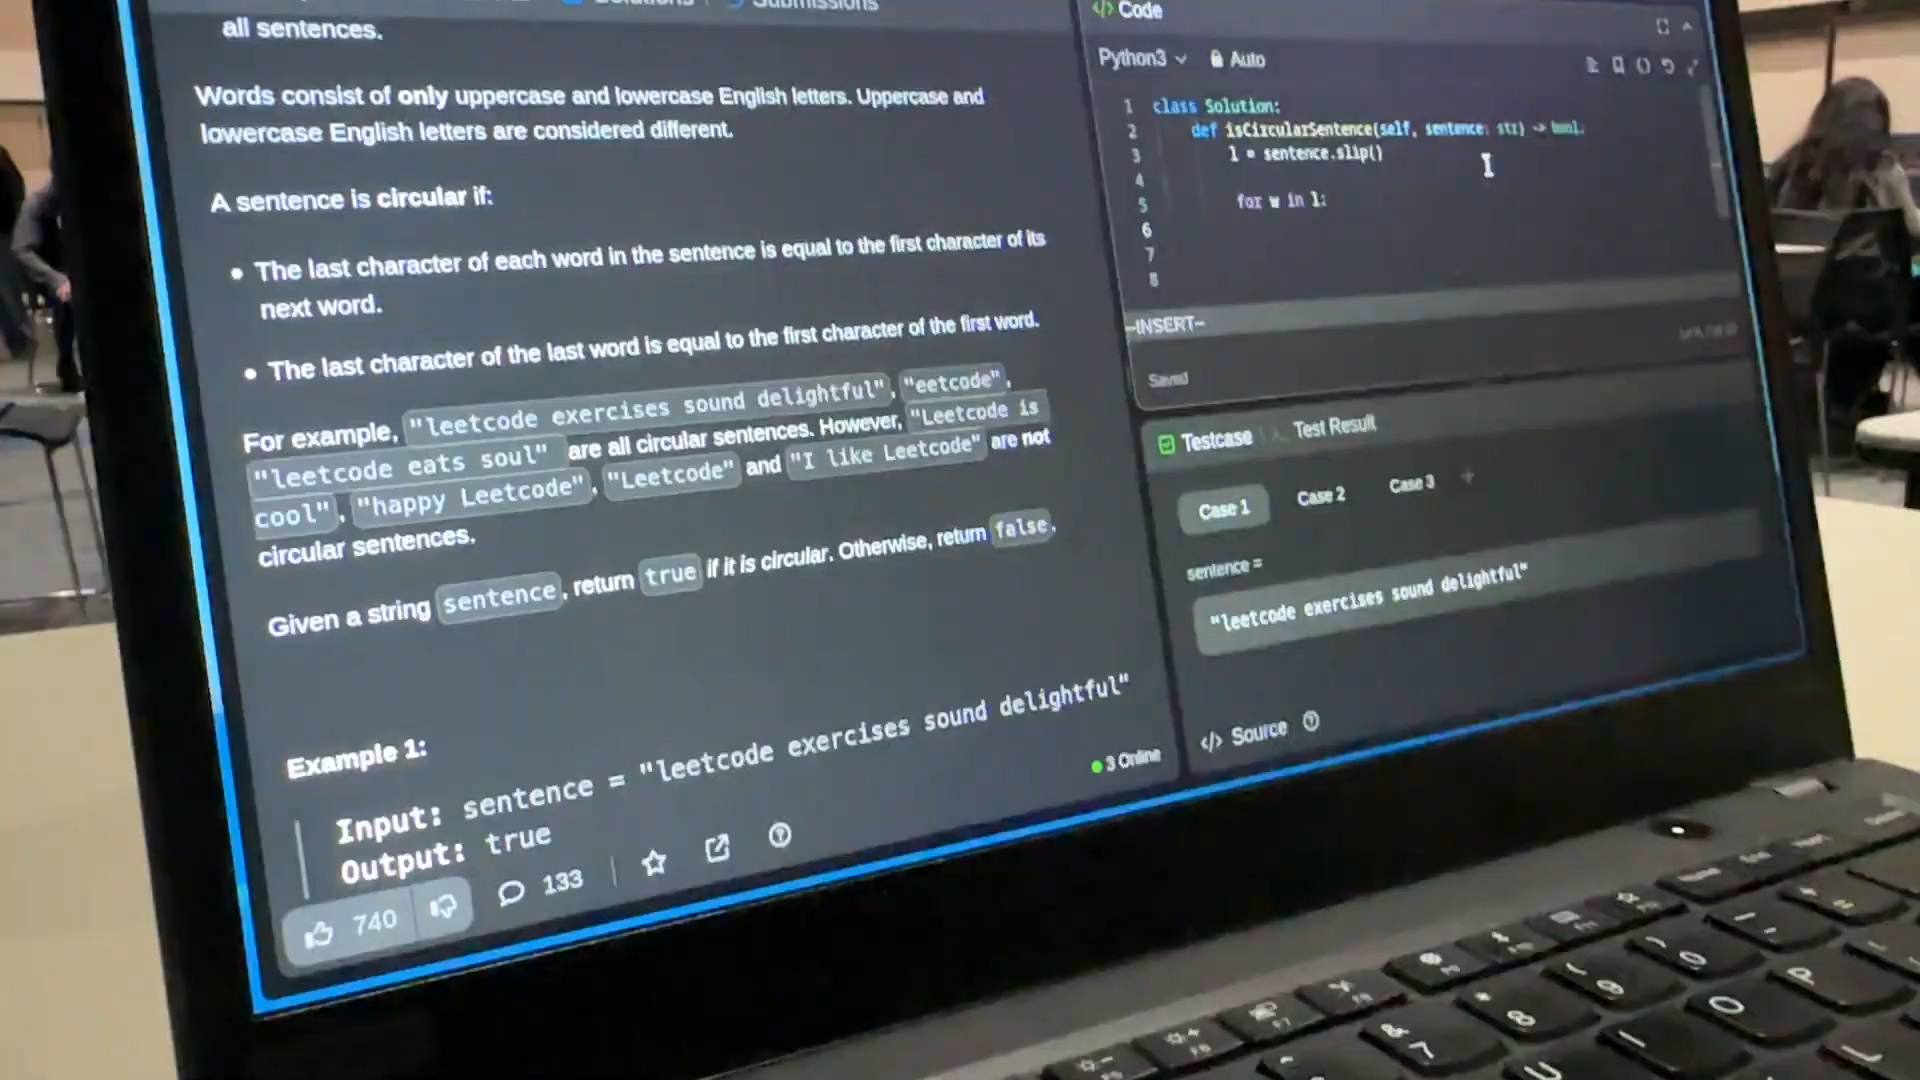 Submissions
all sentences.
Words consist of only uppercase and lowercase English letters. Uppercase and
lowercase English letters are considered different.
A sentence is circular if:
• The last character of each word in the sentence is equal to the first character of its
next word.
• The last character of the last word is equal to the first character of the first word.
For example, "leetcode exercises sound delightful", "eetcode",
"leetcode eats soul" are all circular sentences. However, "Leetcode is
cool", "happy Leetcode", "Leetcode" and "I like Leetcode" are not
circular sentences.
Given a string sentence, return true if it is circular. Otherwise, return false.
Example 1:
Input: sentence = "leetcode exercises sound delightful"
Output: true
740
133
3 Online
</> Code
Python3 Auto
1 class Solution:
2 def isCircularSentence(self, sentence: str) -> bool:
3 l = sentence.slip()
4
5 for w in l:
6
7
8
--INSERT--
Saved
Testcase Test Result
Case 1 Case 2 Case 3 +
sentence =
"leetcode exercises sound delightful"
</> Source